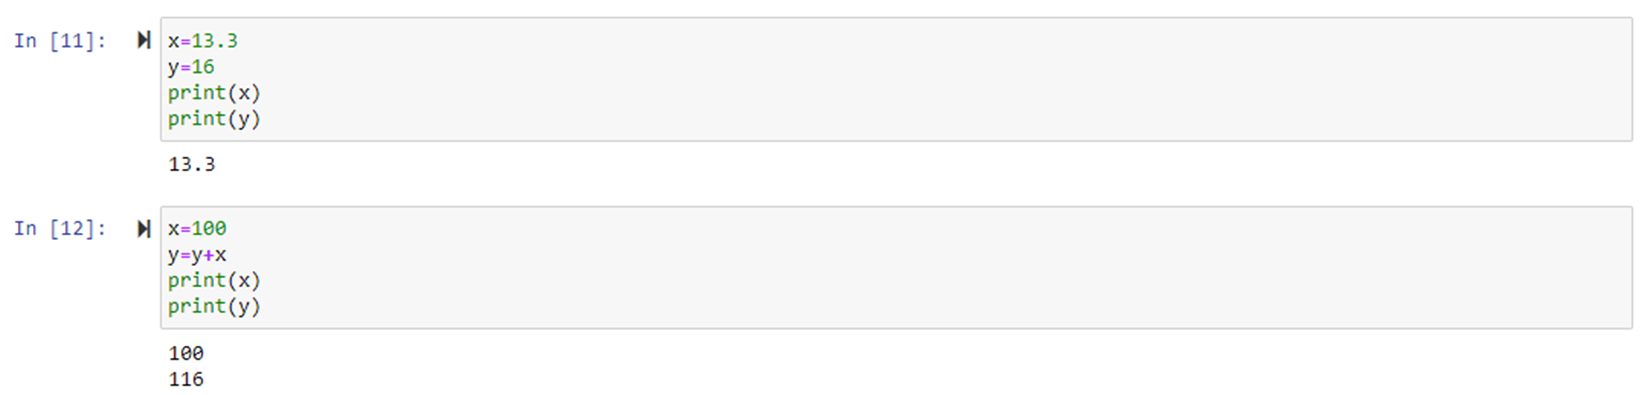 In [11]:
x=13.3
y=16
print(x)
print(y)
13.3
In [12]:
x=100
y=y+x
print(x)
print(y)
100
116